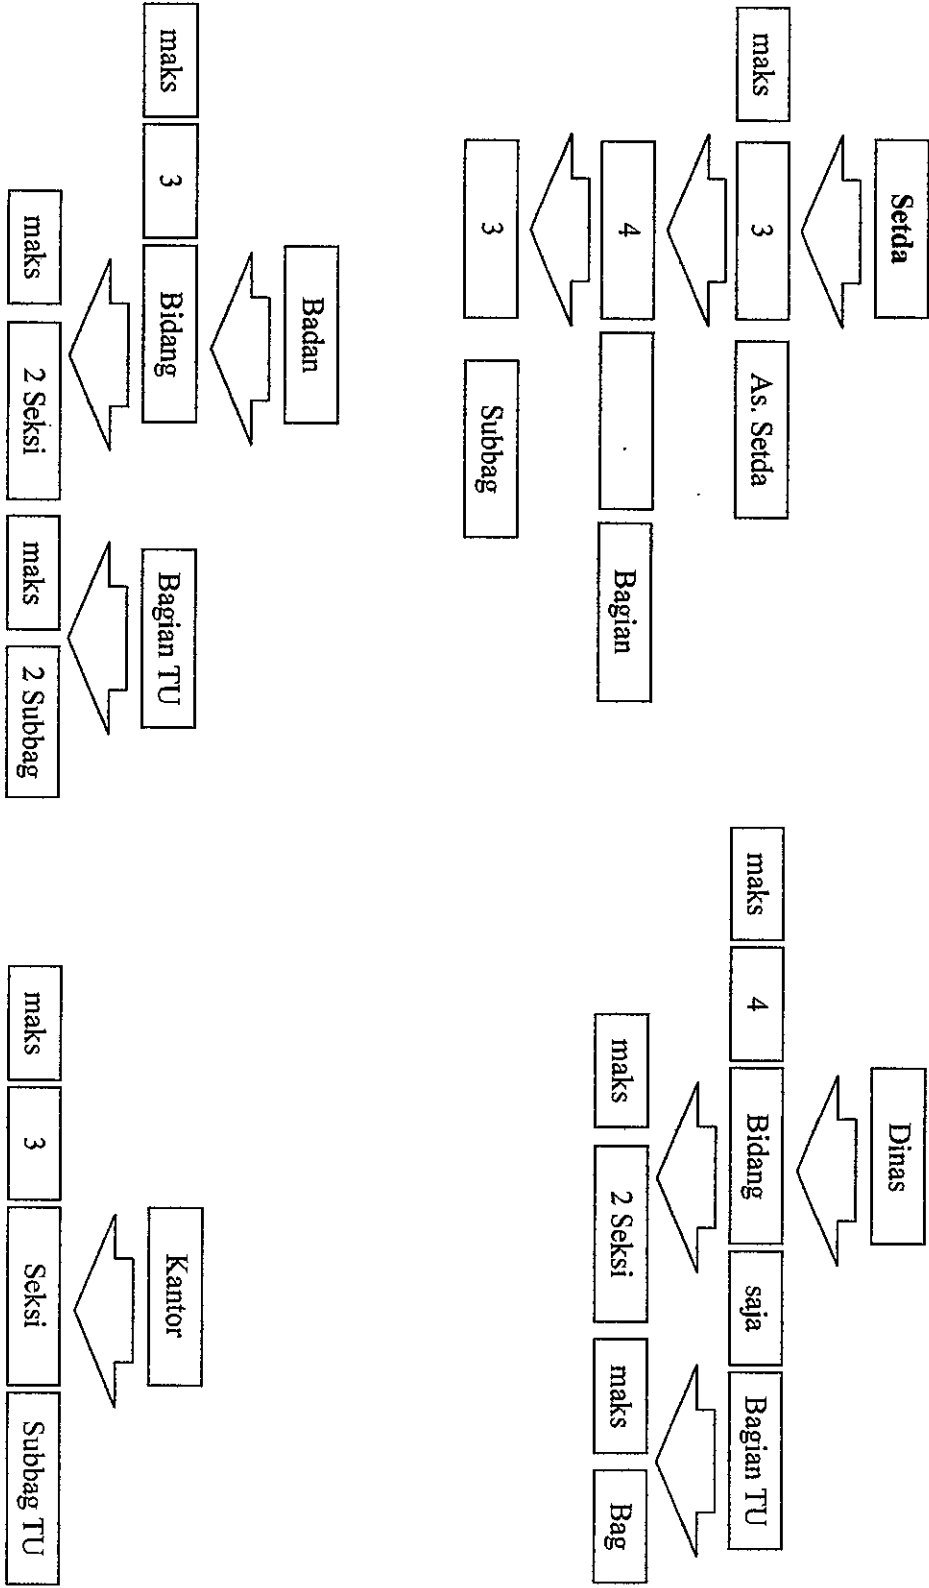 Setda
maks 3 As. Setda
4 . Bagian
3 Subbag
Dinas
maks 4 Bidang saja Bagian TU
maks 2 Seksi maks Bag
Badan
maks 3 Bidang Bagian TU
maks 2 Seksi maks 2 Subbag
Kantor
maks 3 Seksi Subbag TU